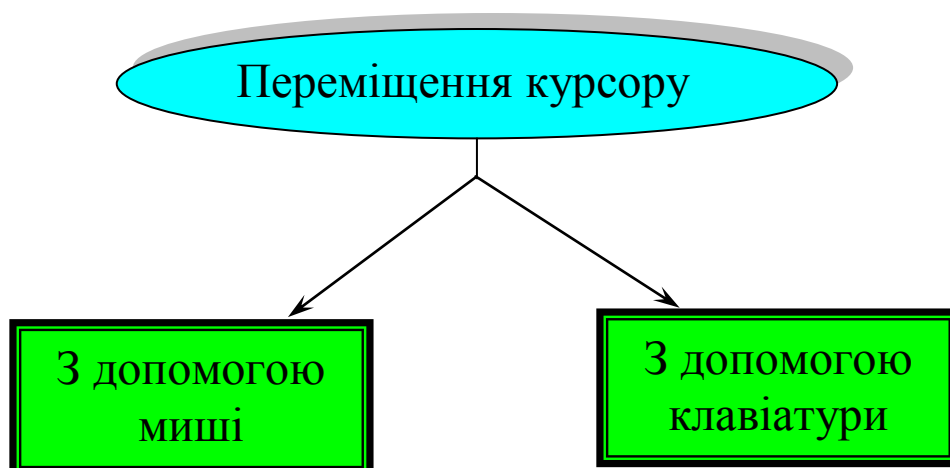 Переміщення курсору
З допомогою
миші
З допомогою
клавіатури